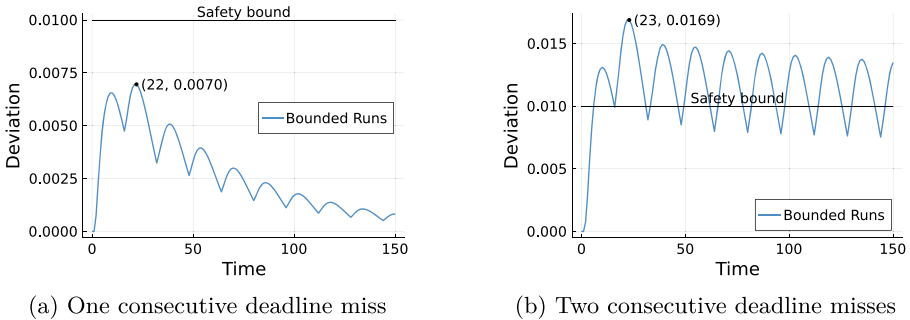 Safety bound
0.0100
(22, 0.0070)
0.0075
Bounded Runs
0.0050
0.0025
0.0000
Deviation
0 50 100 150
Time
(a) One consecutive deadline miss
(23, 0.0169)
0.015
Safety bound
0.010
0.005
Bounded Runs
0.000
Deviation
0 50 100 150
Time
(b) Two consecutive deadline misses